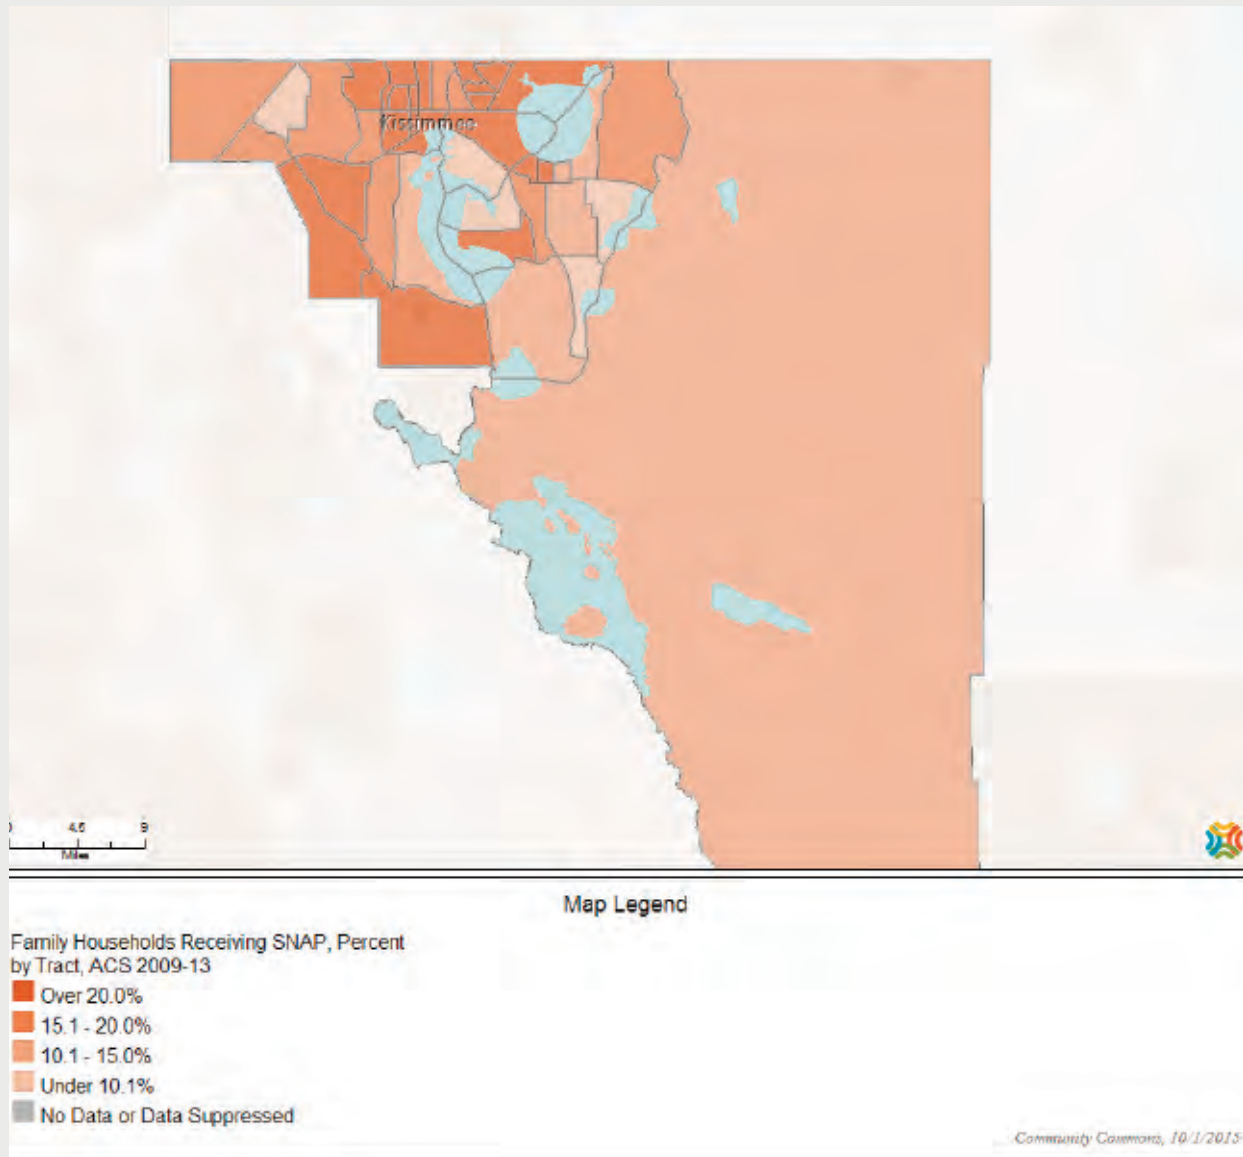 Kissimmee
4.5 9
Miles
Map Legend
Family Households Receiving SNAP, Percent
by Tract, ACS 2009-13
Over 20.0%
15.1 - 20.0%
10.1 - 15.0%
Under 10.1%
No Data or Data Suppressed
Community Commons, 10/1/2015